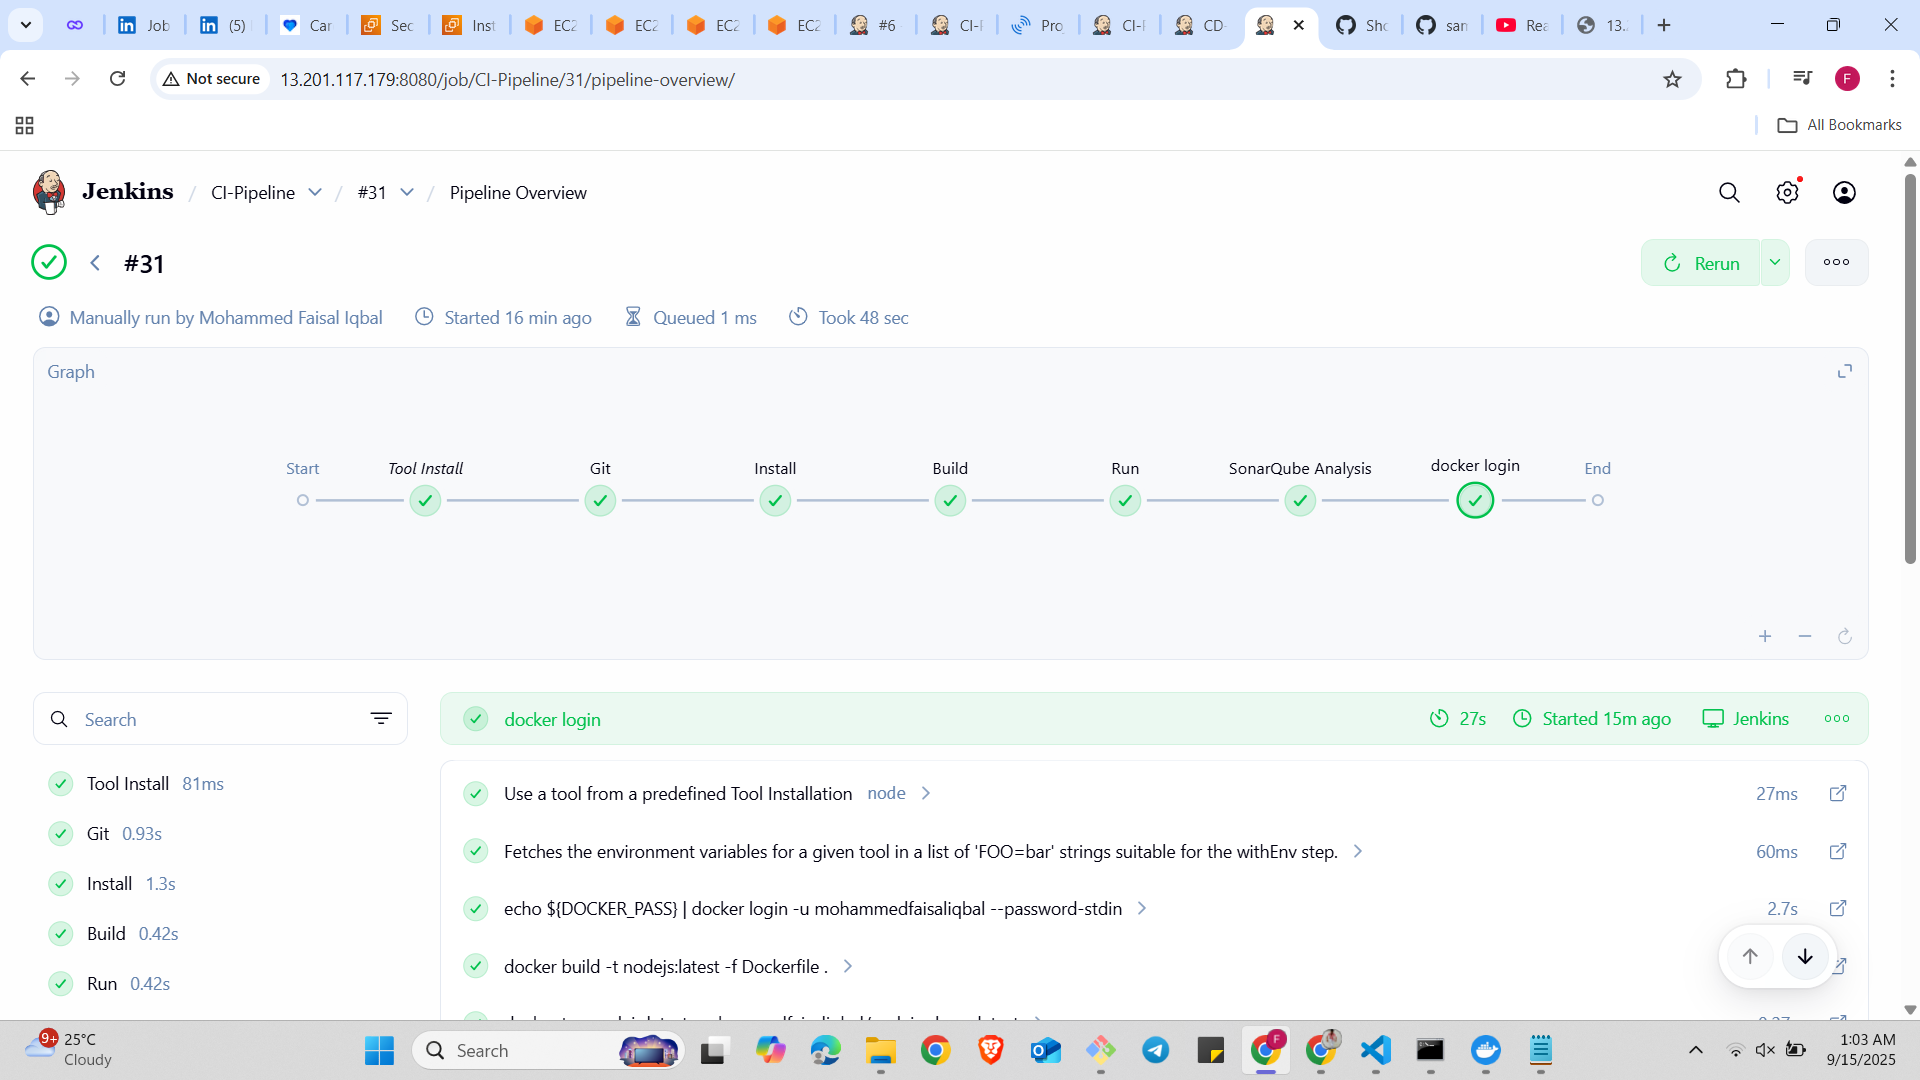 Job
(5)
Car
Sec
Inst
EC2
EC2
EC2
EC2
#6
CI-F
Pro
CI-F
CD-
Sho
san
Rea
13.
Not secure
13.201.117.179:8080/job/CI-Pipeline/31/pipeline-overview/
F
All Bookmarks
Jenkins / CI-Pipeline / #31 / Pipeline Overview
#31
Rerun
Manually run by Mohammed Faisal Iqbal
Started 16 min ago
Queued 1 ms
Took 48 sec
Graph
Start
Tool Install
Git
Install
Build
Run
SonarQube Analysis
docker login
End
Search
docker login
27s
Started 15m ago
Jenkins
Tool Install 81ms
Git 0.93s
Install 1.3s
Build 0.42s
Run 0.42s
Use a tool from a predefined Tool Installation node
27ms
Fetches the environment variables for a given tool in a list of 'FOO=bar' strings suitable for the withEnv step.
60ms
echo ${DOCKER_PASS} | docker login -u mohammedfaisaliqbal --password-stdin
2.7s
docker build -t nodejs:latest -f Dockerfile .
9+
25°C
Cloudy
Search
F
1:03 AM
9/15/2025